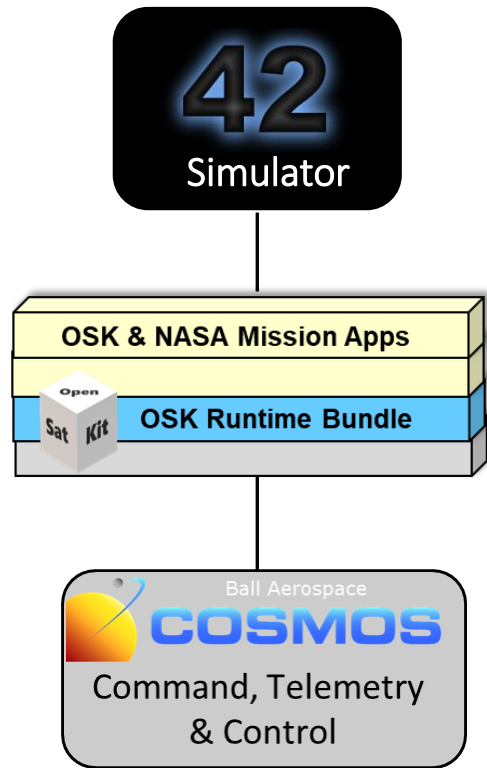 42
Simulator
OSK & NASA Mission Apps
Open
Sat Kit
OSK Runtime Bundle
Ball Aerospace
COSMOS
Command, Telemetry
& Control